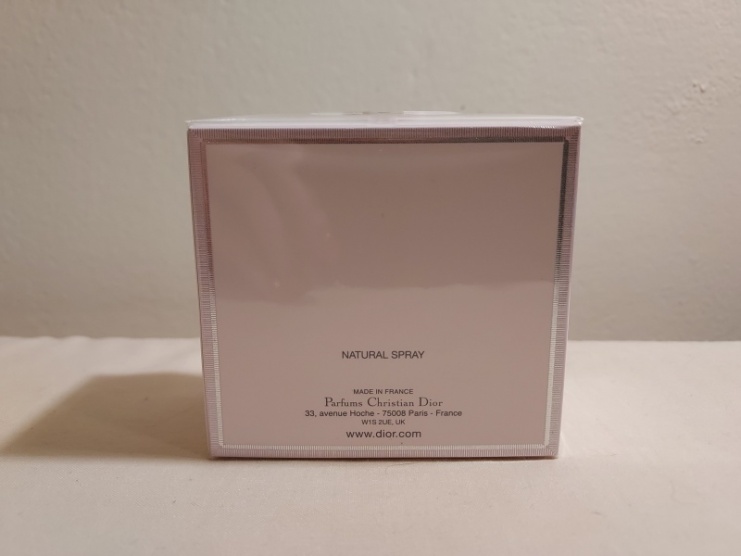 NATURAL SPRAY
MADE IN FRANCE
Parfums Christian Dior
33, avenue Hoche - 75008 Paris - France
W1S 2UE, UK
www.dior.com